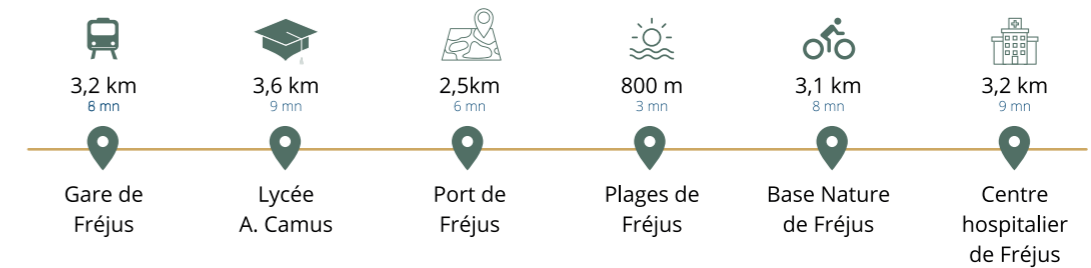 3,2 km
8 mn
Gare de
Fréjus
3,6 km
9 mn
Lycée
A. Camus
2,5km
6 mn
Port de
Fréjus
800 m
3 mn
Plages de
Fréjus
3,1 km
8 mn
Base Nature
de Fréjus
3,2 km
9 mn
Centre
hospitalier
de Fréjus